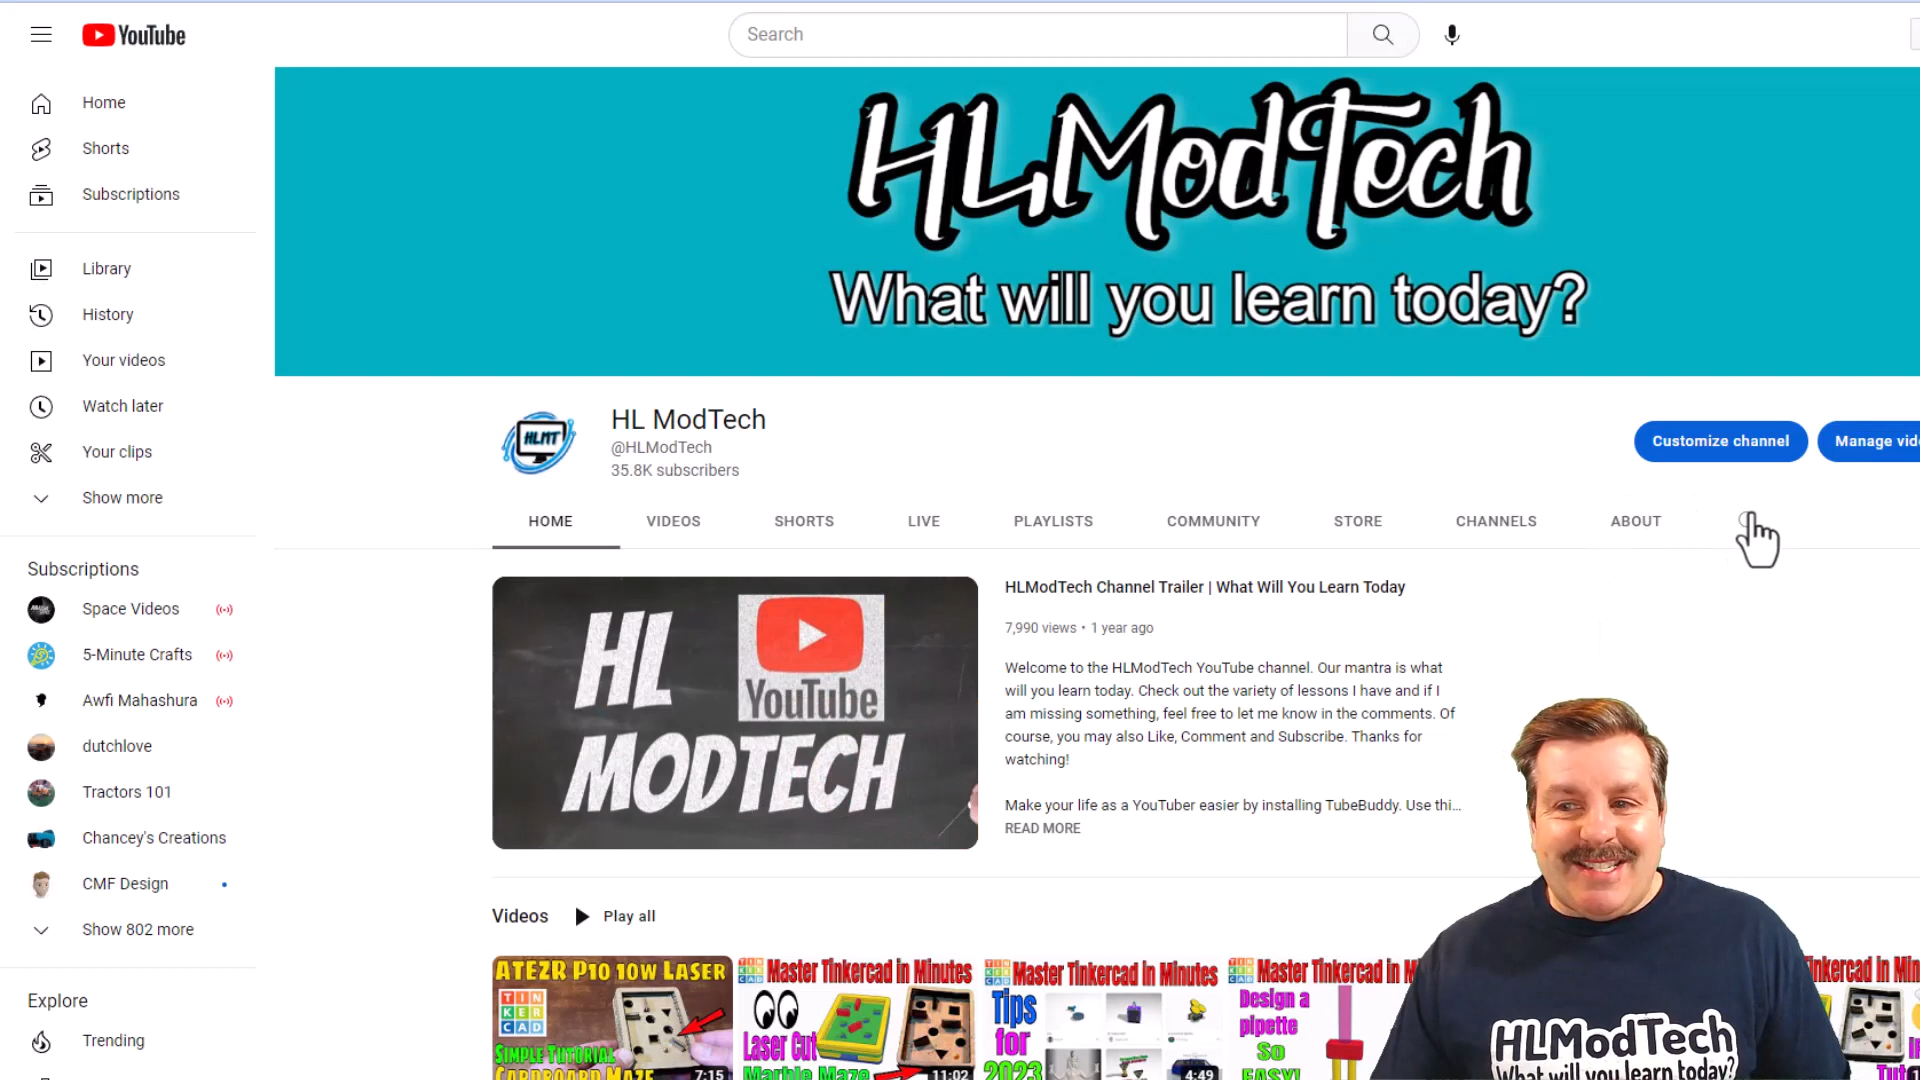 YouTube
Search
Home
Shorts
Subscriptions
Library
History
Your videos
Watch later
Your clips
Show more
Subscriptions
Space Videos
5-Minute Crafts
Awfi Mahashura
dutchlove
Tractors 101
Chancey's Creations
CMF Design
Show 802 more
Explore
Trending
HLModTech
What will you learn today?
HLMT
HL ModTech
@HLModTech
35.8K subscribers
Customize channel
Manage vid
HOME
VIDEOS
SHORTS
LIVE
PLAYLISTS
COMMUNITY
STORE
CHANNELS
ABOUT
HL
MODTECH
YouTube
HLModTech Channel Trailer | What Will You Learn Today
7,990 views • 1 year ago
Welcome to the HLModTech YouTube channel. Our mantra is what
will you learn today. Check out the variety of lessons I have and if I
am missing something, feel free to let me know in the comments. Of
course, you may also Like, Comment and Subscribe. Thanks for
watching!
Make your life as a YouTuber easier by installing TubeBuddy. Use thi...
READ MORE
Videos
Play all
ATEZR P10 10W LASER
TINKERCAD
SIMPLE TUTORIAL
CARDBOARD MAZE
7:15
Master Tinkercad in Minutes
Laser Cut
Marble Maze
11:02
Master Tinkercad in Minutes
Tips
for
2023
4:49
Master Tinkercad in M
Design a
pipette
So
EASY!
inkercad in Min
HLModTech
What will you learn today?